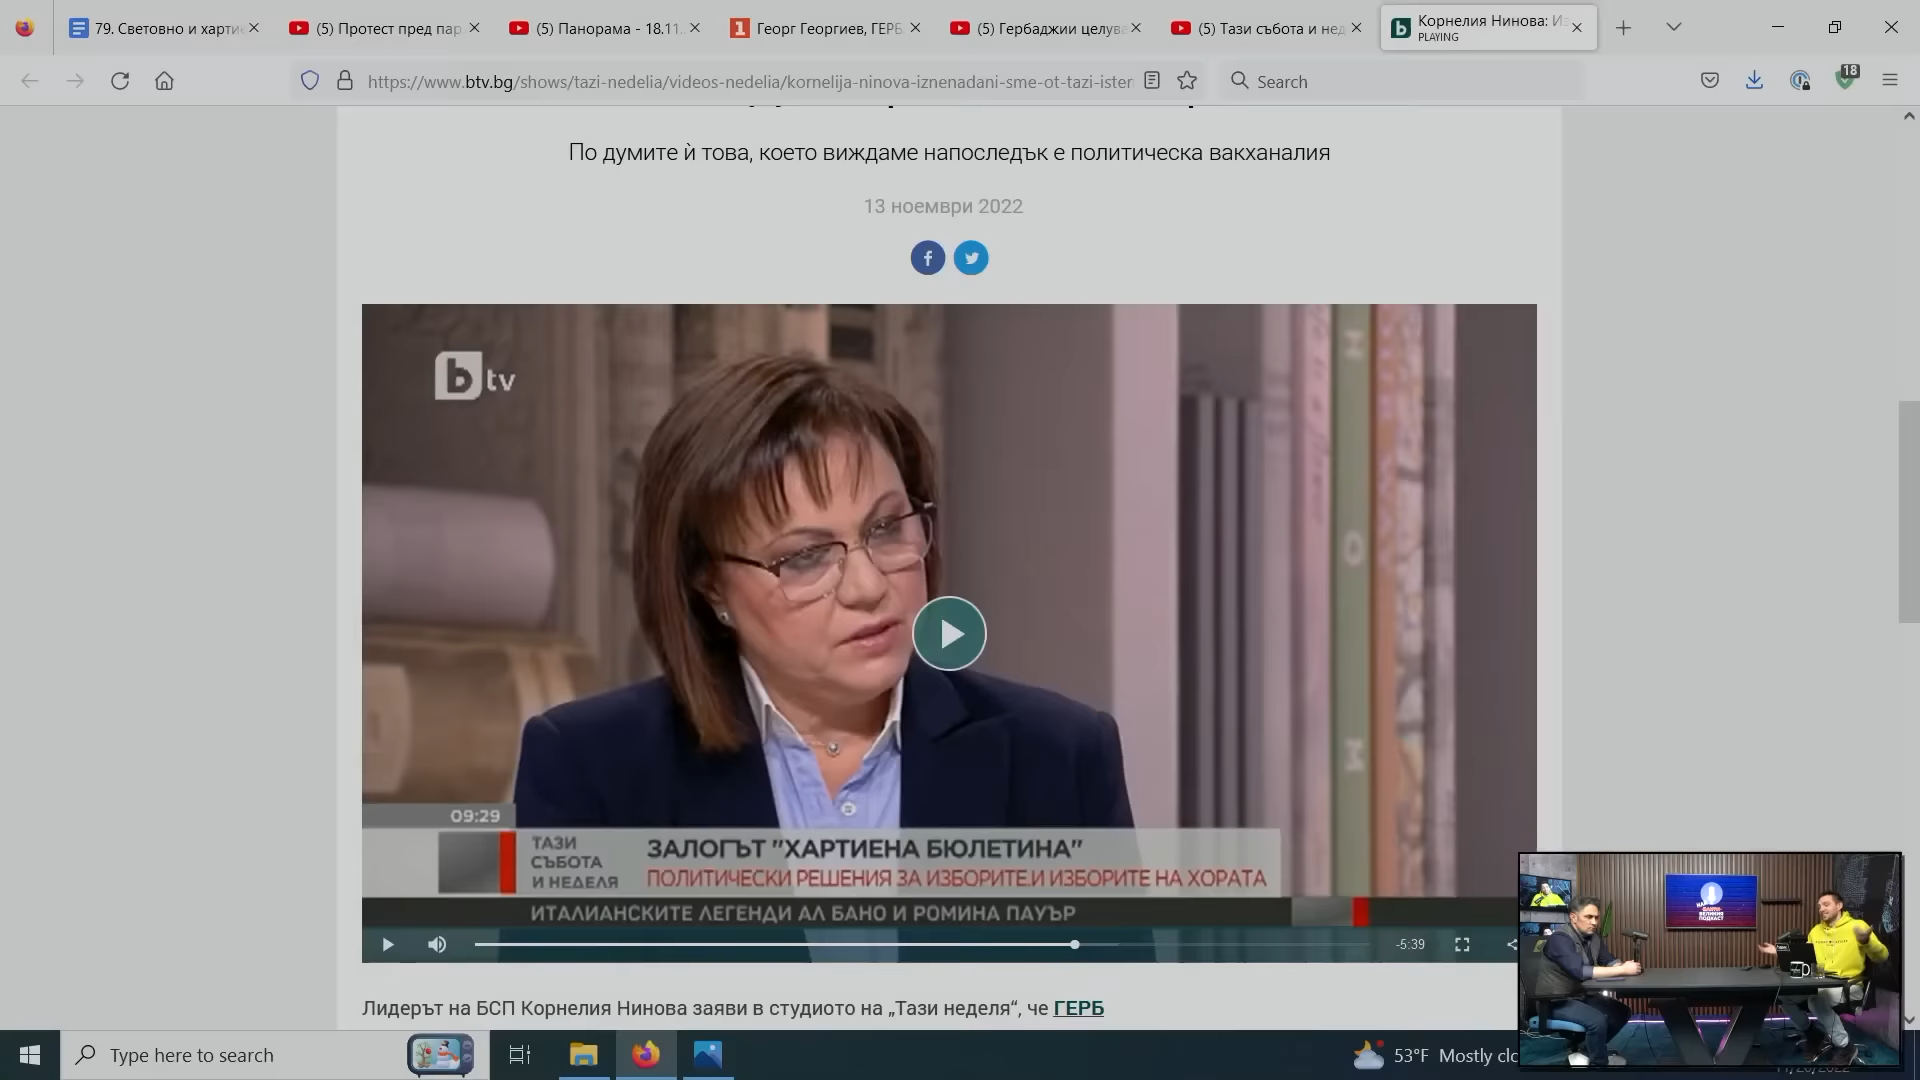 79. Световно и харти
(5) Протест пред пар
(5) Панорама - 18.11.
Георг Георгиев, ГЕРБ
(5) Гербаджии целува
(5) Тази събота и нед
Корнелия Нинова: Из
PLAYING
https://www.btv.bg/shows/tazi-nedelia/videos-nedelia/kornelija-ninova-iznenadani-sme-ot-tazi-ister
Search
18
По думите ѝ това, което виждаме напоследък е политическа вакханалия
13 ноември 2022
btv
09:29
ТАЗИ
СЪБОТА
И НЕДЕЛЯ
ЗАЛОГЪТ "ХАРТИЕНА БЮЛЕТИНА"
ПОЛИТИЧЕСКИ РЕШЕНИЯ ЗА ИЗБОРИТЕ.И ИЗБОРИТЕ НА ХОРАТА
ИТАЛИАНСКИТЕ ЛЕГЕНДИ АЛ БАНО И РОМИНА ПАУЪР
-5:39
Лидерът на БСП Корнелия Нинова заяви в студиото на „Тази неделя“, че ГЕРБ
Type here to search
53°F Mostly clo